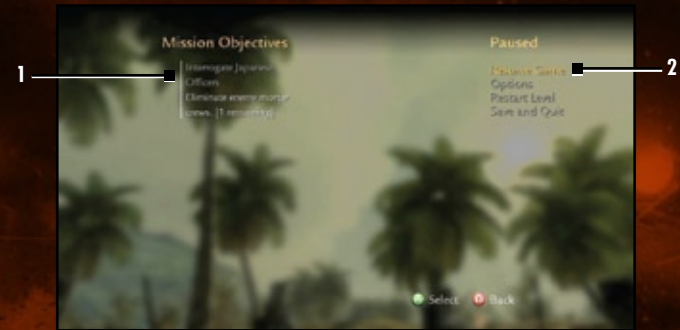 Mission Objectives
Interrogate Japanese
Officers
Eliminate enemy mortar
crews. [1 remaining]
Paused
Resume Game
Options
Restart Level
Save and Quit
1
2
Select
Back